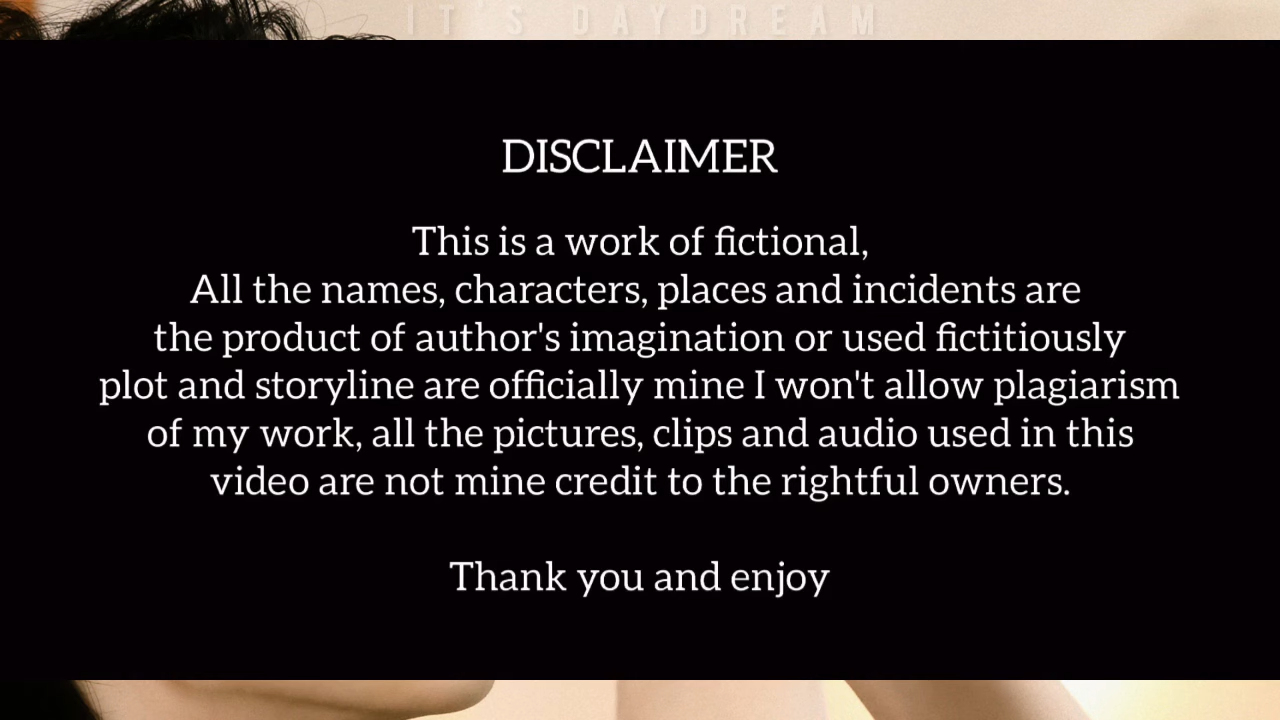 IT'S DAYDREAM
DISCLAIMER
This is a work of fictional,
All the names, characters, places and incidents are
the product of author's imagination or used fictitiously
plot and storyline are officially mine I won't allow plagiarism
of my work, all the pictures, clips and audio used in this
video are not mine credit to the rightful owners.
Thank you and enjoy